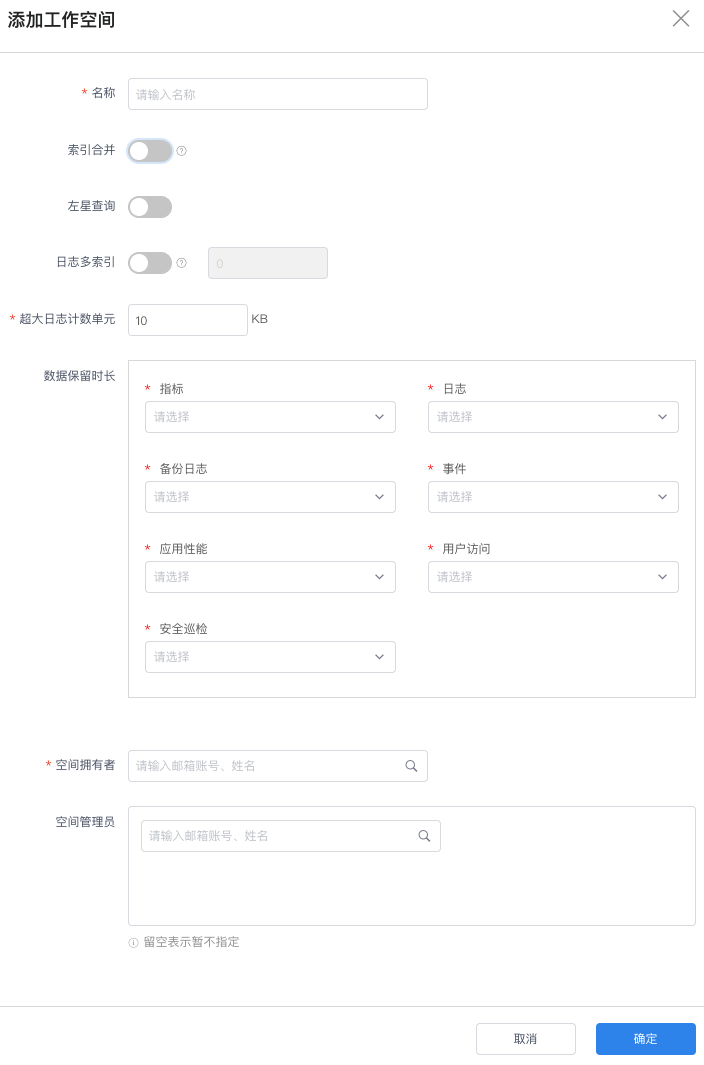 添加工作空间
* 名称
请输入名称
索引合并
左星查询
日志多索引
0
* 超大日志计数单元
10
KB
数据保留时长
* 指标
请选择
* 日志
请选择
* 备份日志
请选择
* 事件
请选择
* 应用性能
请选择
* 用户访问
请选择
* 安全巡检
请选择
* 空间拥有者
请输入邮箱账号、姓名
空间管理员
请输入邮箱账号、姓名
留空表示暂不指定
取消
确定